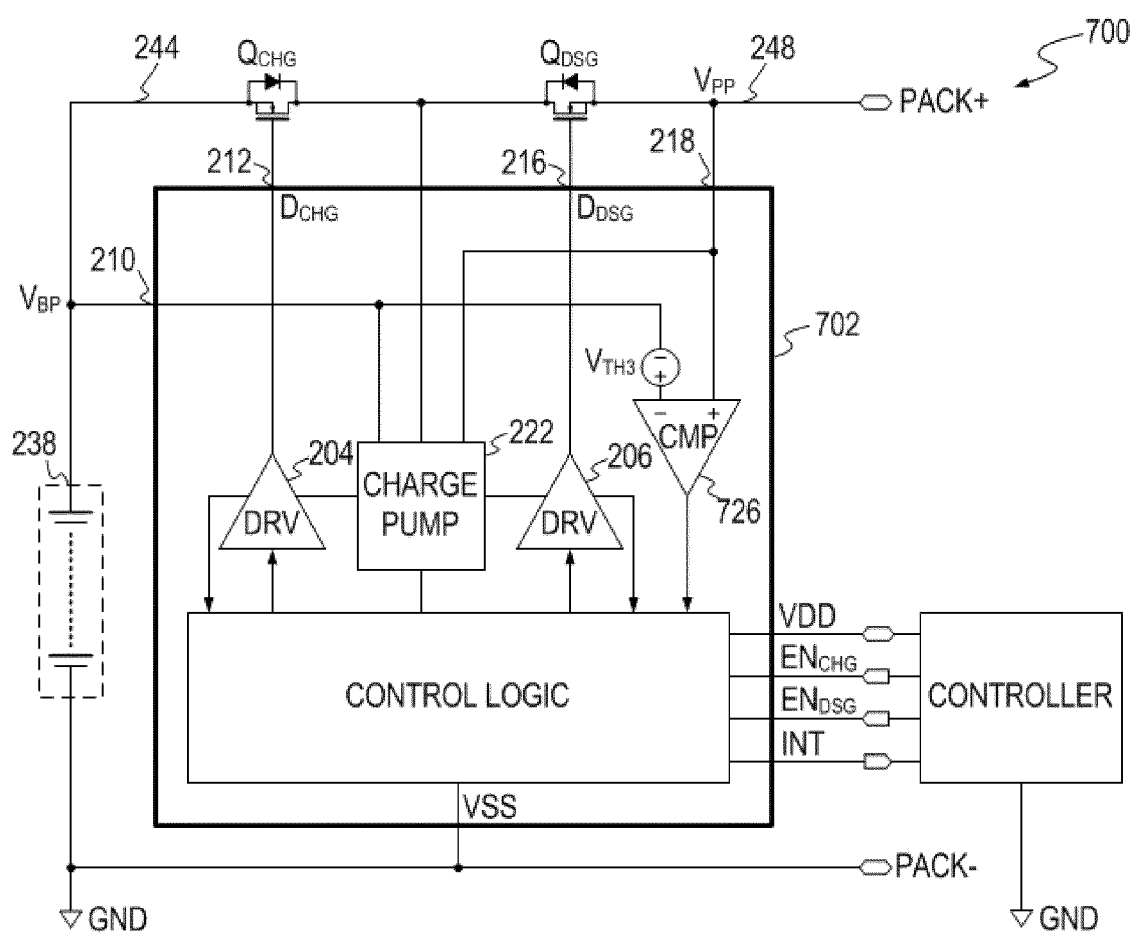 700
244
QCHG
QDSG
VPP
248
PACK+
212
216
218
DCHG
DDSG
210
VBP
702
VTH3
- +
- +
CMP
238
204
222
206
726
DRV
CHARGE
PUMP
DRV
VDD
ENCHG
CONTROL LOGIC
CONTROLLER
ENDSG
INT
VSS
PACK-
GND
GND